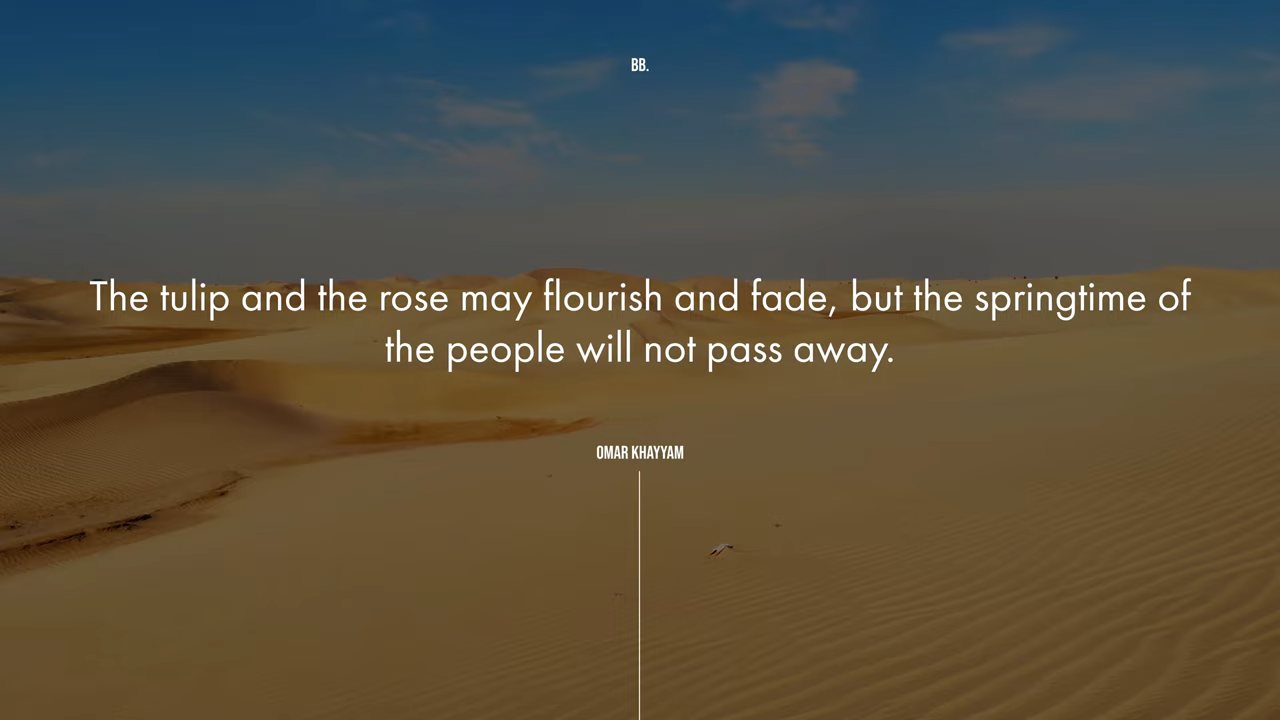 BB.
The tulip and the rose may flourish and fade, but the springtime of
the people will not pass away.
OMAR KHAYYAM